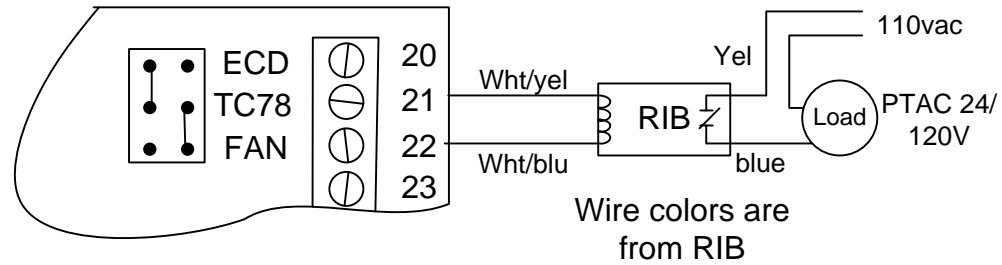 ECD
TC78
FAN
20
21
22
23
Wht/yel
Wht/blu
RIB
Yel
blue
110vac
Load
PTAC 24/
120V
Wire colors are
from RIB